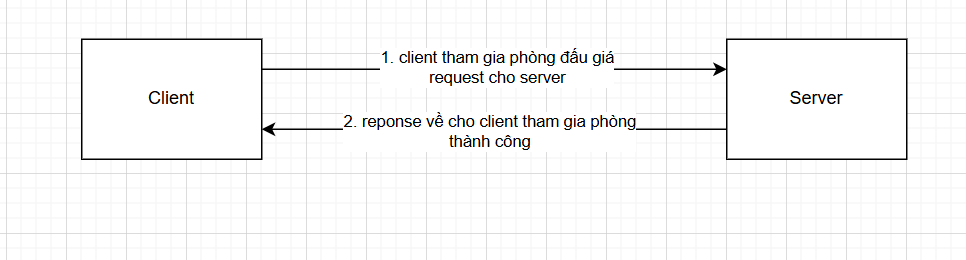 Client
1. client tham gia phòng đấu giá
request cho server
2. reponse về cho client tham gia phòng
thành công
Server